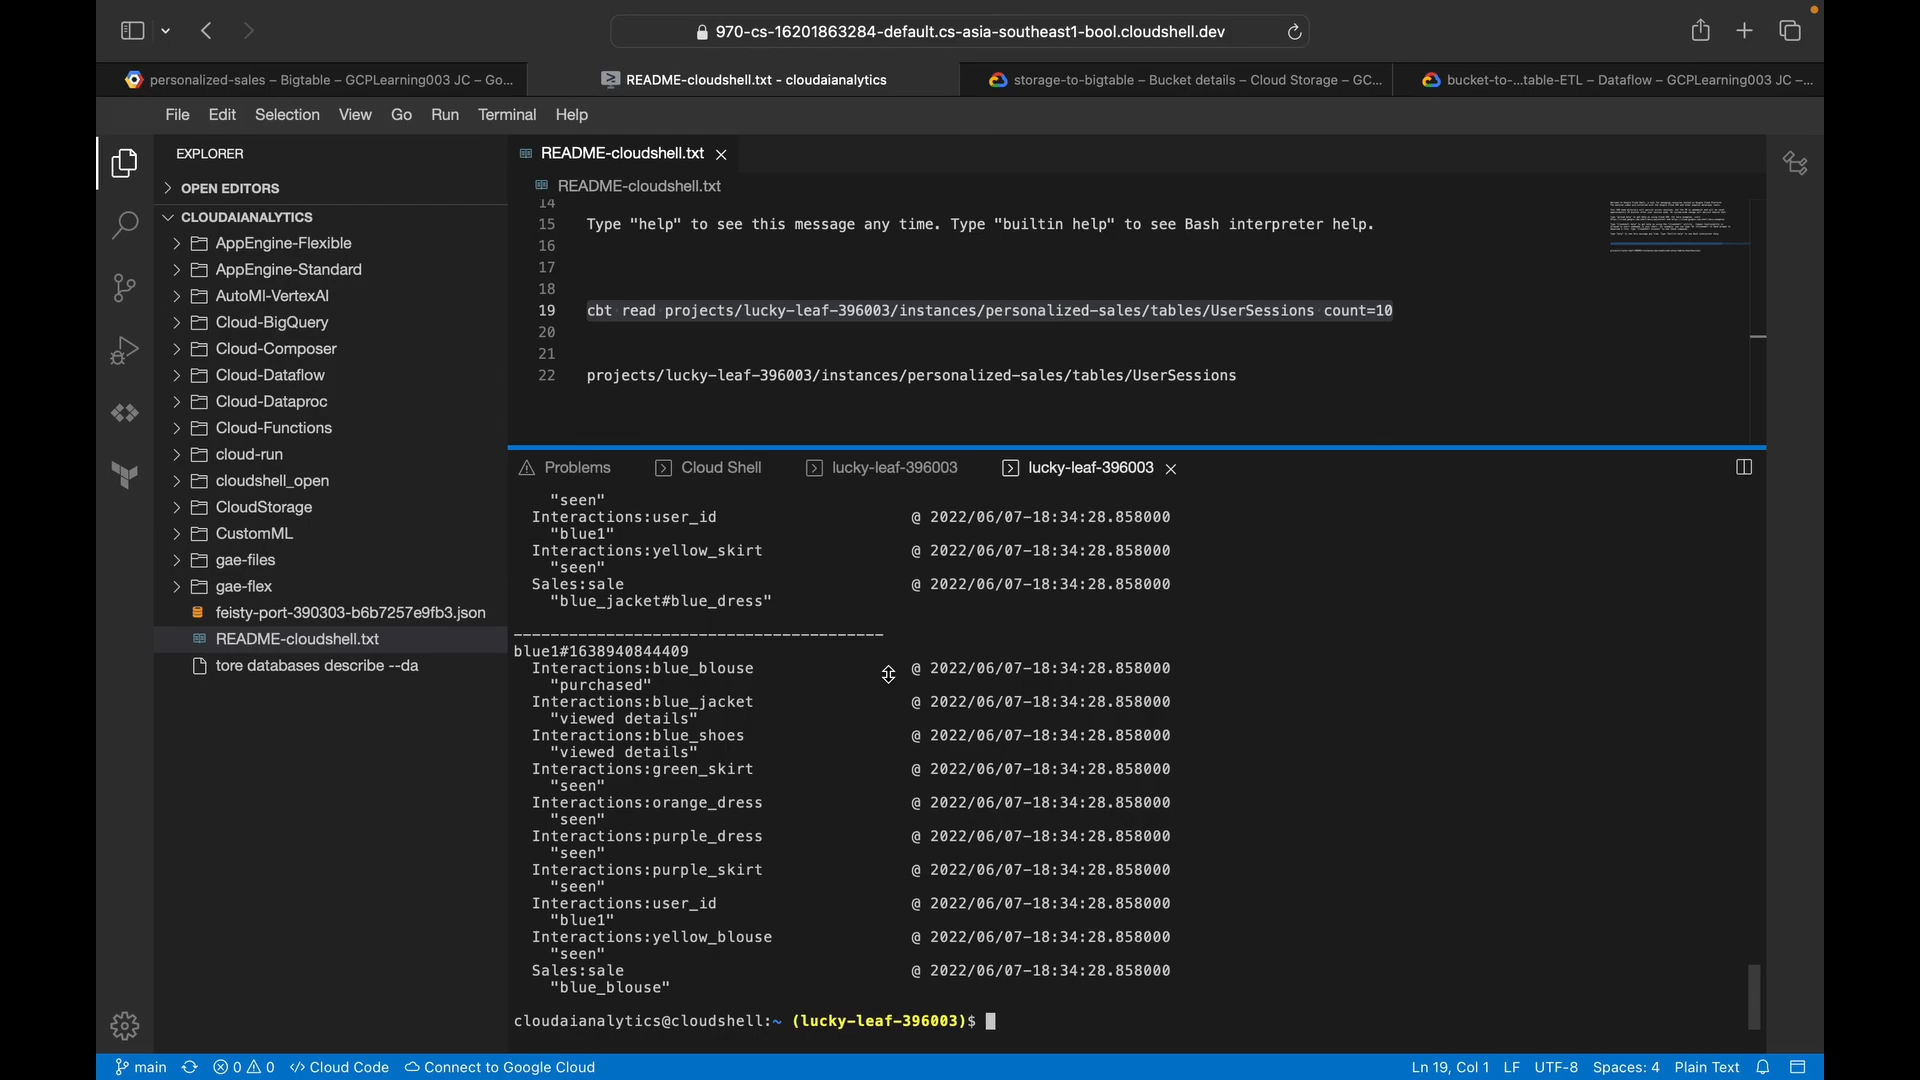 970-cs-16201863284-default.cs-asia-southeast1-bool.cloudshell.dev
personalized-sales – Bigtable – GCPLearning003 JC – Go...
README-cloudshell.txt - cloudaianalytics
storage-to-bigtable – Bucket details – Cloud Storage – GC...
bucket-to-...table-ETL – Dataflow – GCPLearning003 JC –...
File Edit Selection View Go Run Terminal Help
EXPLORER
OPEN EDITORS
CLOUDAIANALYTICS
AppEngine-Flexible
AppEngine-Standard
AutoMl-VertexAI
Cloud-BigQuery
Cloud-Composer
Cloud-Dataflow
Cloud-Dataproc
Cloud-Functions
cloud-run
cloudshell_open
CloudStorage
CustomML
gae-files
gae-flex
feisty-port-390303-b6b7257e9fb3.json
README-cloudshell.txt
tore databases describe --da
README-cloudshell.txt
README-cloudshell.txt
14
15 Type "help" to see this message any time. Type "builtin help" to see Bash interpreter help.
16
17
18
19 cbt read projects/lucky-leaf-396003/instances/personalized-sales/tables/UserSessions count=10
20
21
22 projects/lucky-leaf-396003/instances/personalized-sales/tables/UserSessions
Problems Cloud Shell lucky-leaf-396003 lucky-leaf-396003
"seen"
Interactions:user_id @ 2022/06/07-18:34:28.858000
"blue1"
Interactions:yellow_skirt @ 2022/06/07-18:34:28.858000
"seen"
Sales:sale @ 2022/06/07-18:34:28.858000
"blue_jacket#blue_dress"
----------------------------------------
blue1#1638940844409
Interactions:blue_blouse @ 2022/06/07-18:34:28.858000
"purchased"
Interactions:blue_jacket @ 2022/06/07-18:34:28.858000
"viewed details"
Interactions:blue_shoes @ 2022/06/07-18:34:28.858000
"viewed details"
Interactions:green_skirt @ 2022/06/07-18:34:28.858000
"seen"
Interactions:orange_dress @ 2022/06/07-18:34:28.858000
"seen"
Interactions:purple_dress @ 2022/06/07-18:34:28.858000
"seen"
Interactions:purple_skirt @ 2022/06/07-18:34:28.858000
"seen"
Interactions:user_id @ 2022/06/07-18:34:28.858000
"blue1"
Interactions:yellow_blouse @ 2022/06/07-18:34:28.858000
"seen"
Sales:sale @ 2022/06/07-18:34:28.858000
"blue_blouse"
cloudaianalytics@cloudshell:~ (lucky-leaf-396003)$
main 0 0 Cloud Code Connect to Google Cloud Ln 19, Col 1 LF UTF-8 Spaces: 4 Plain Text